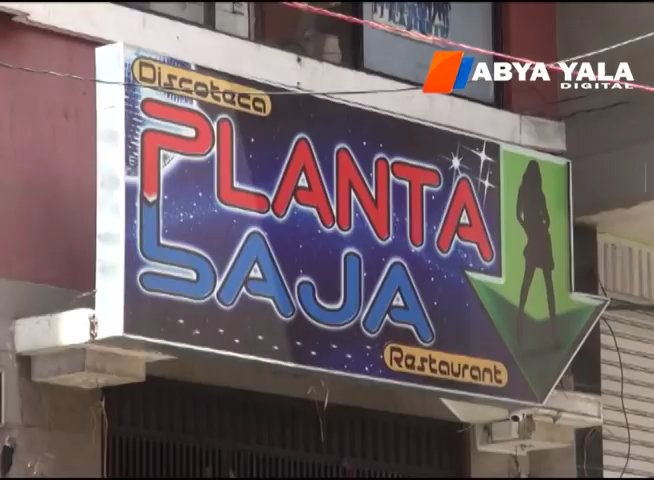 ABYA YALA
DIGITAL
Discoteca
PLANTA
BAJA
Restaurant